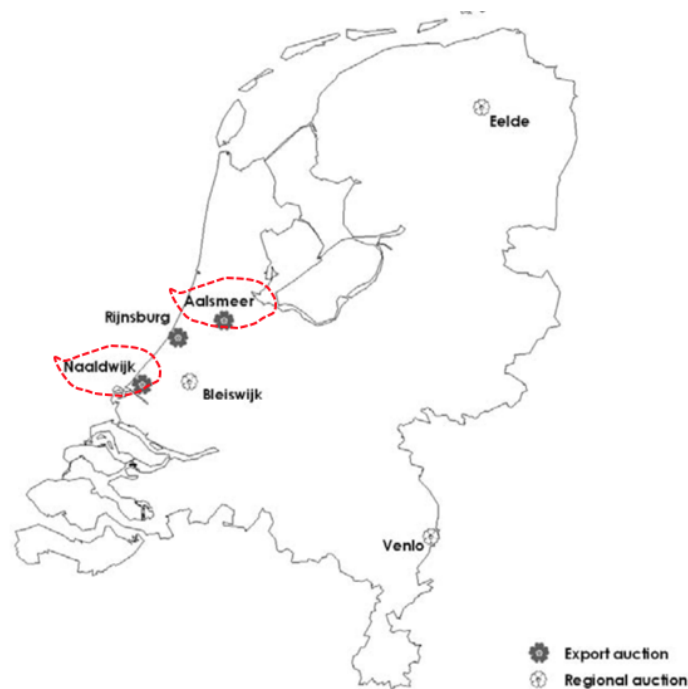 Eelde
Aalsmeer
Rijnsburg
Naaldwijk
Bleiswijk
Venlo
Export auction
Regional auction